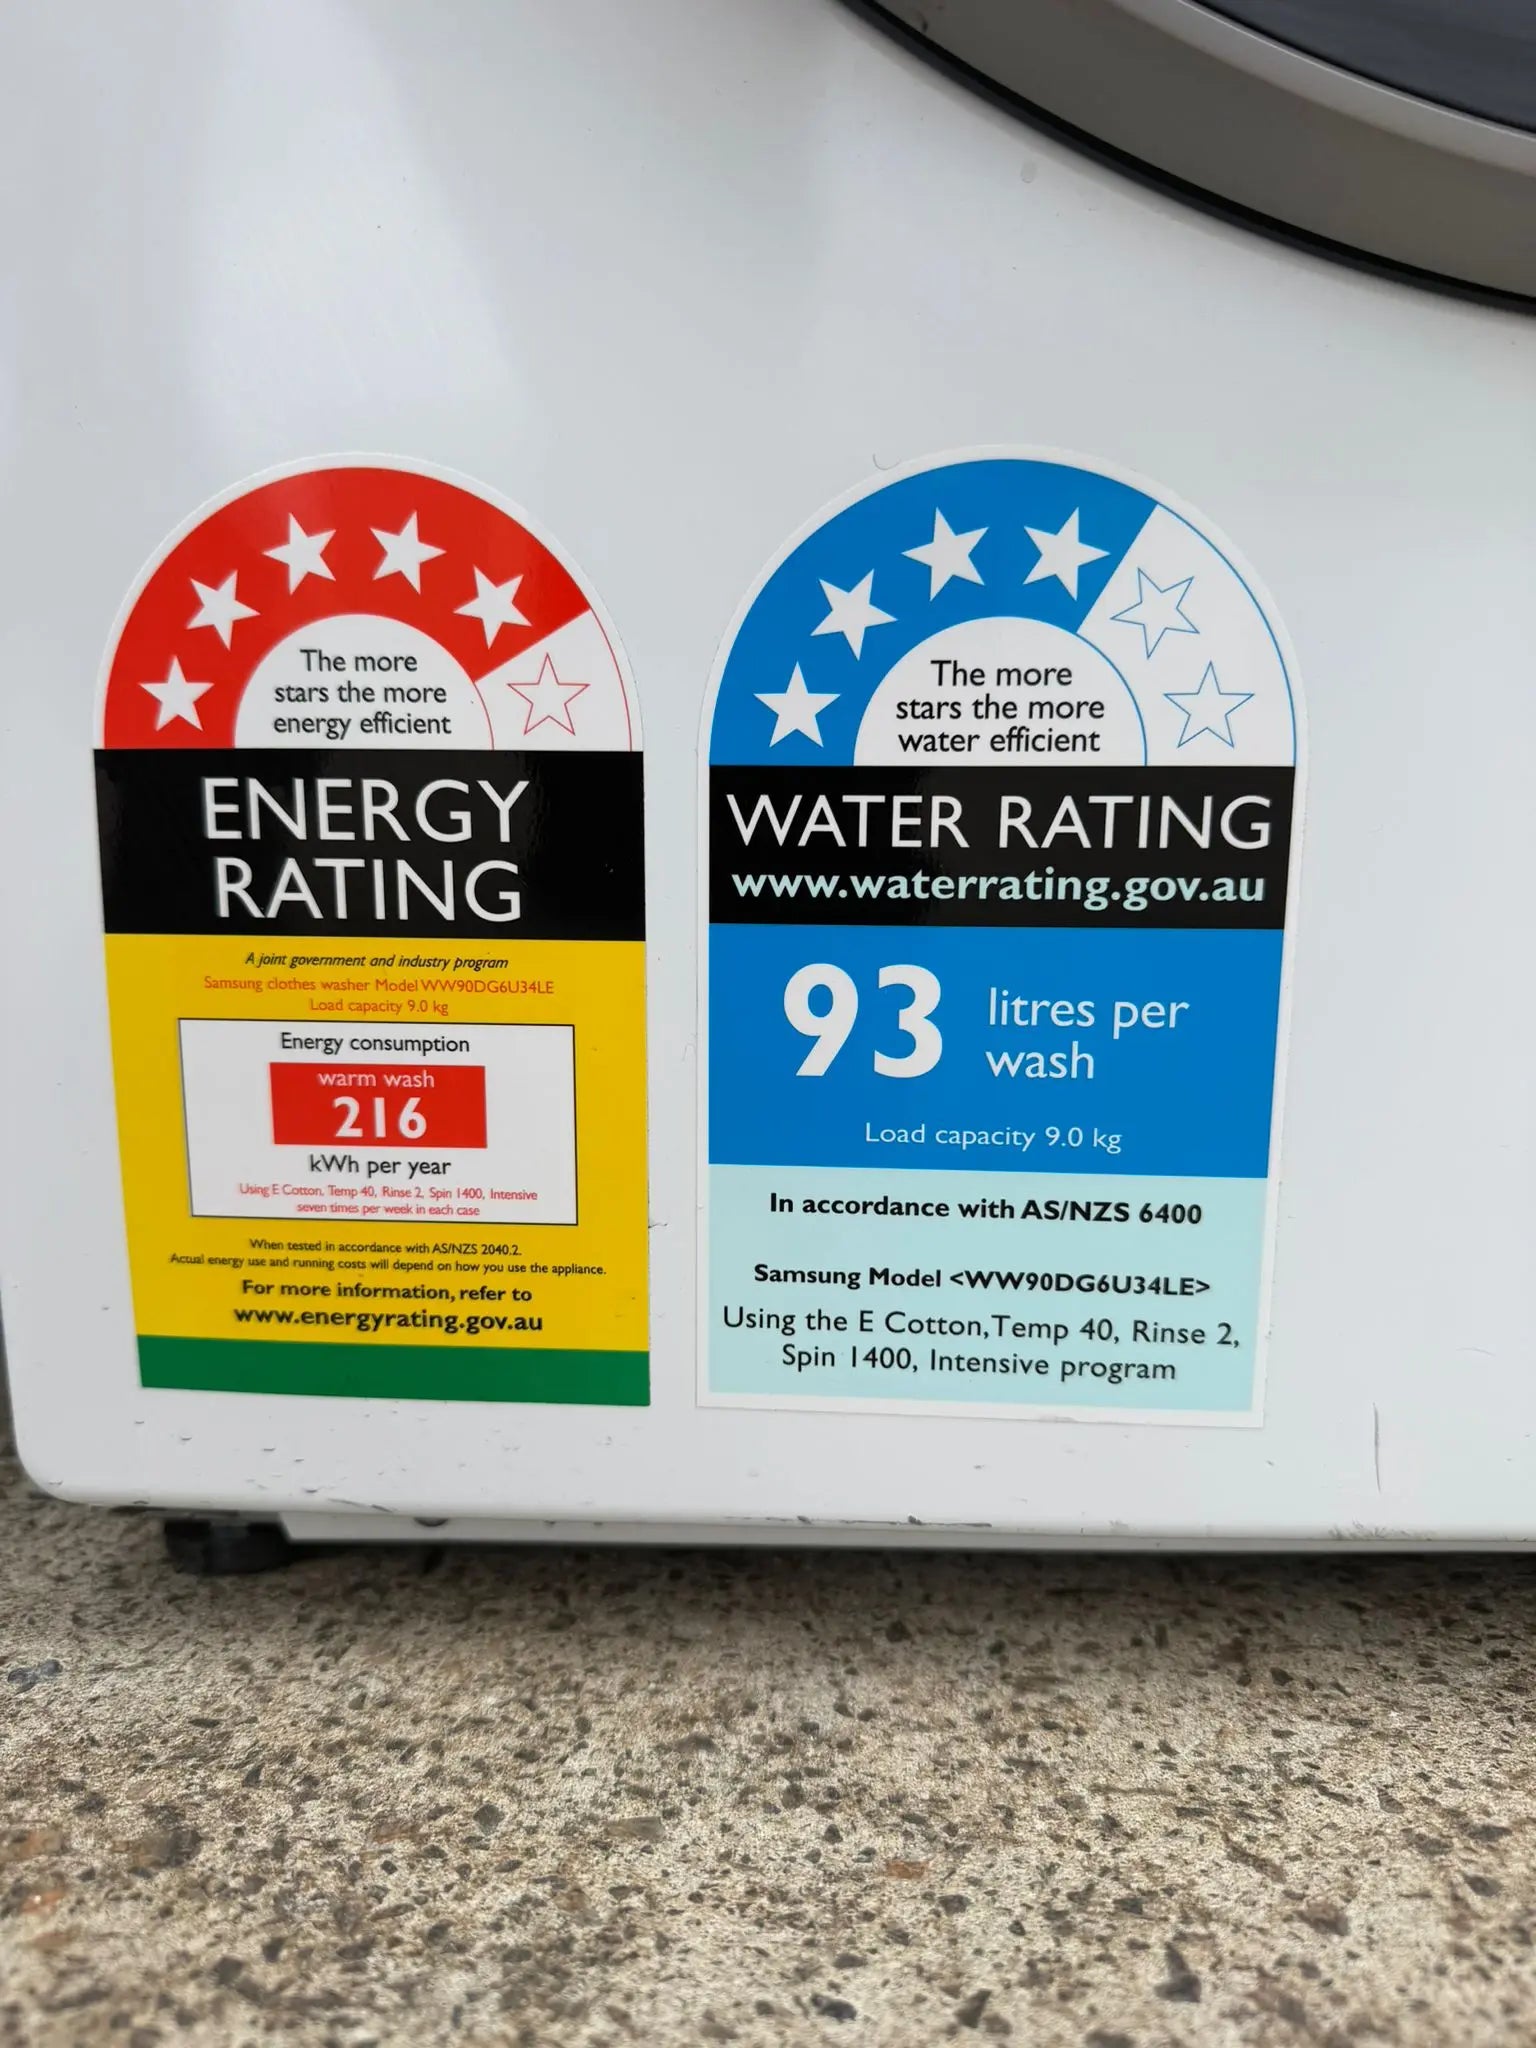 The more
stars the more
energy efficient
ENERGY
RATING
A joint government and industry program
Samsung clothes washer Model WW90DG6U34LE
Load capacity 9.0 kg
Energy consumption
warm wash
216
kWh per year
Using E Cotton, Temp 40, Rinse 2, Spin 1400, Intensive
seven times per week in each case
When tested in accordance with AS/NZS 2040.2.
Actual energy use and running costs will depend on how you use the appliance.
For more information, refer to
www.energyrating.gov.au
The more
stars the more
water efficient
WATER RATING
www.waterrating.gov.au
93
litres per
wash
Load capacity 9.0 kg
In accordance with AS/NZS 6400
Samsung Model <WW90DG6U34LE>
Using the E Cotton,Temp 40, Rinse 2,
Spin 1400, Intensive program